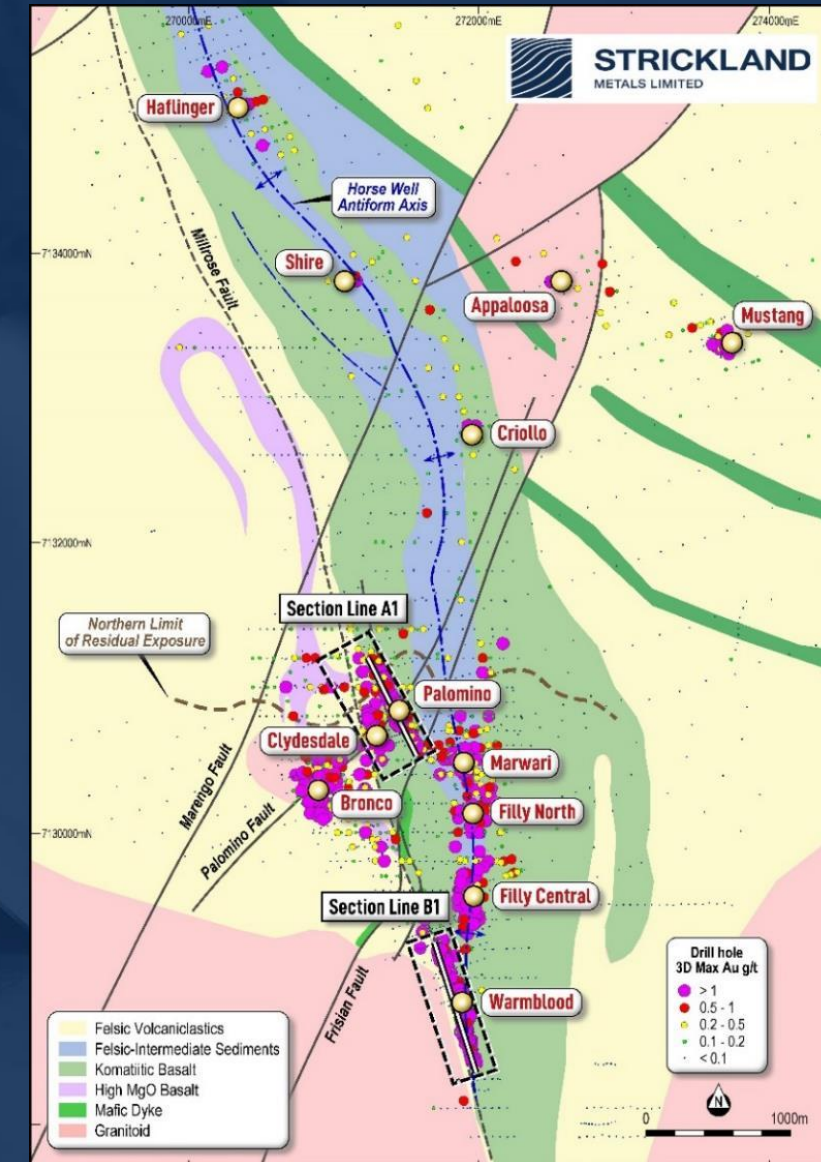 270000mE
272000mE
274000mE
STRICKLAND
METALS LIMITED
Haflinger
Horse Well
Antiform Axis
Millrose Fault
7134000mN
Shire
Appaloosa
Mustang
Criollo
7132000mN
Section Line A1
Northern Limit
of Residual Exposure
Palomino
Clydesdale
Marwari
Bronco
Filly North
Marengo Fault
Palomino Fault
7130000mN
Filly Central
Section Line B1
Frisian Fault
Warmblood
Drill hole
3D Max Au g/t
> 1
0.5 - 1
0.2 - 0.5
0.1 - 0.2
< 0.1
Felsic Volcaniclastics
Felsic-Intermediate Sediments
Komatiitic Basalt
High MgO Basalt
Mafic Dyke
Granitoid
N
0 1000m